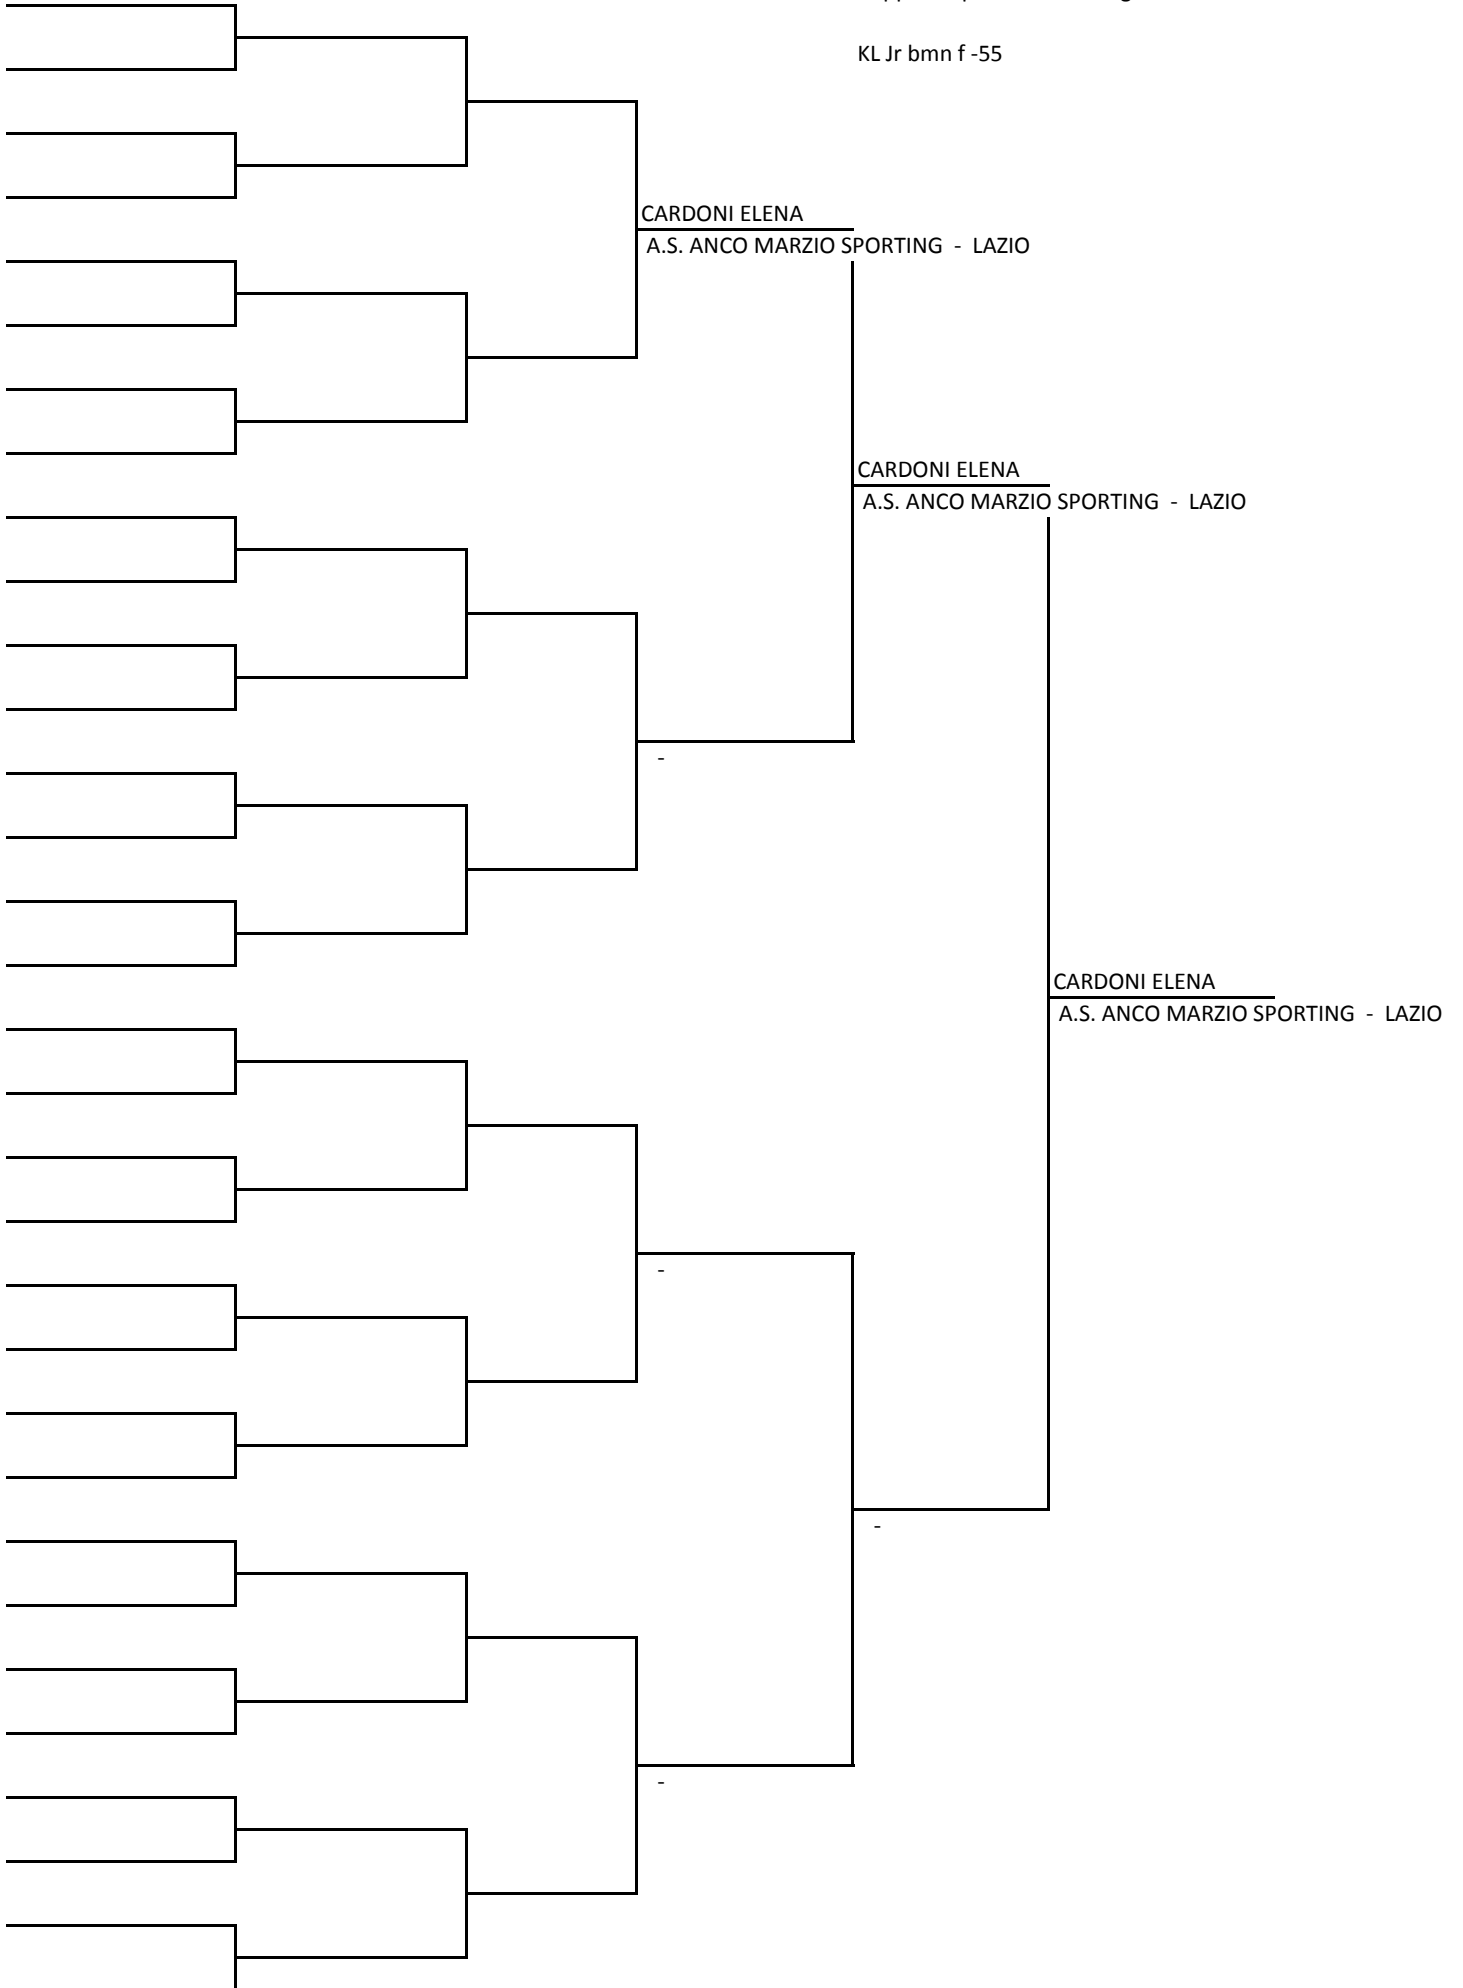 KL Jr bmn f -55
CARDONI ELENA
A.S. ANCO MARZIO SPORTING - LAZIO
CARDONI ELENA
A.S. ANCO MARZIO SPORTING - LAZIO
-
CARDONI ELENA
A.S. ANCO MARZIO SPORTING - LAZIO
-
-
-